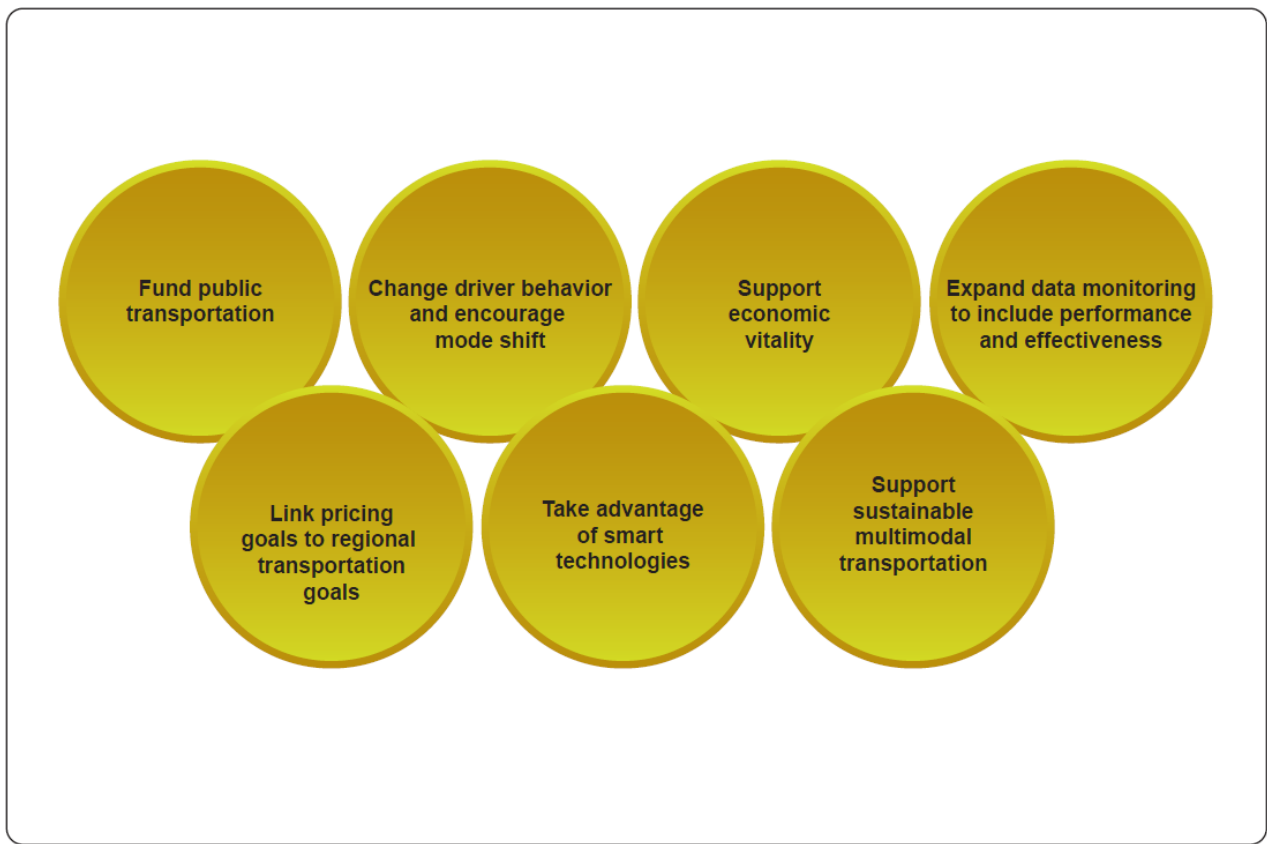 Fund public
transportation
Change driver behavior
and encourage
mode shift
Support
economic
vitality
Expand data monitoring
to include performance
and effectiveness
Link pricing
goals to regional
transportation
goals
Take advantage
of smart
technologies
Support
sustainable
multimodal
transportation